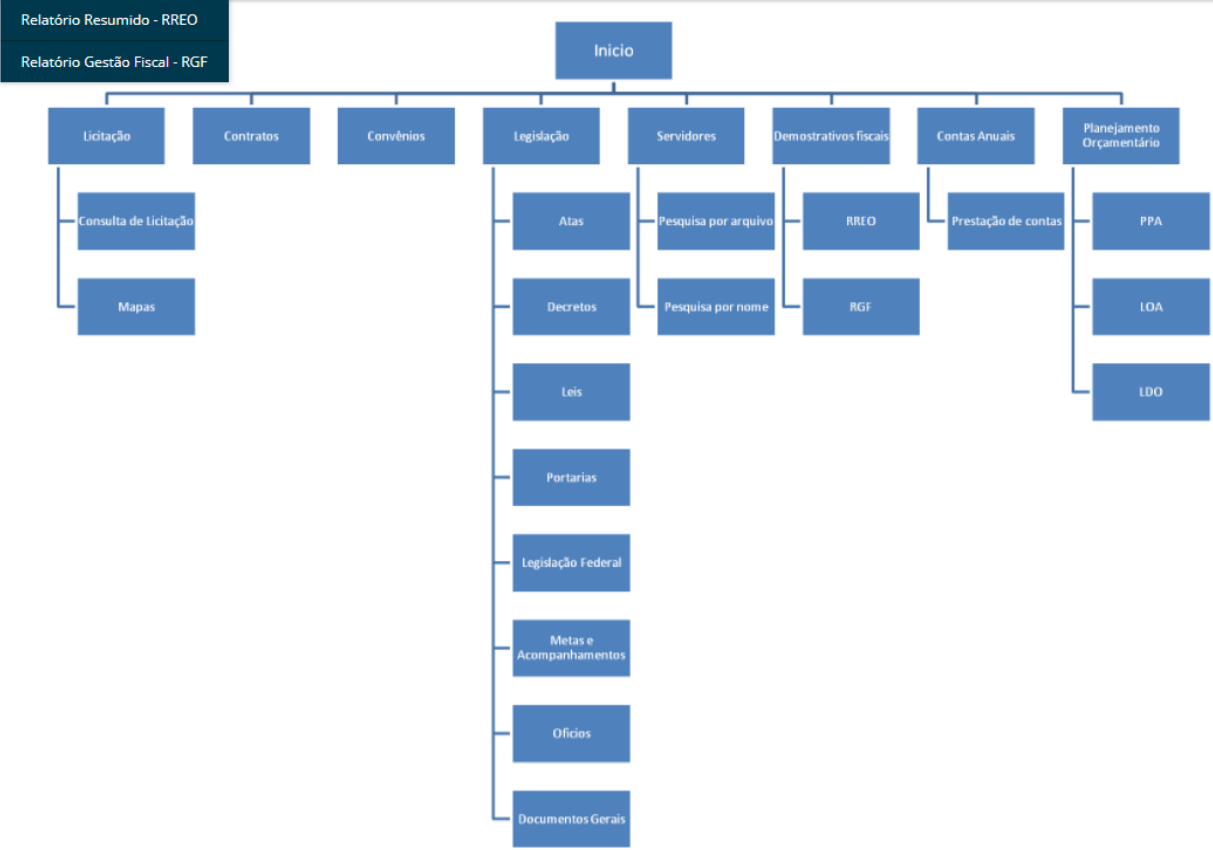 Relatório Resumido - RREO
Relatório Gestão Fiscal - RGF
Inicio
Licitação
Contratos
Convênios
Legislação
Servidores
Demostrativos fiscais
Contas Anuais
Planejamento
Orçamentário
Consulta de Licitação
Mapas
Atas
Decretos
Leis
Portarias
Legislação Federal
Metas e
Acompanhamentos
Oficios
Documentos Gerais
Pesquisa por arquivo
Pesquisa por nome
RREO
RGF
Prestação de contas
PPA
LOA
LDO